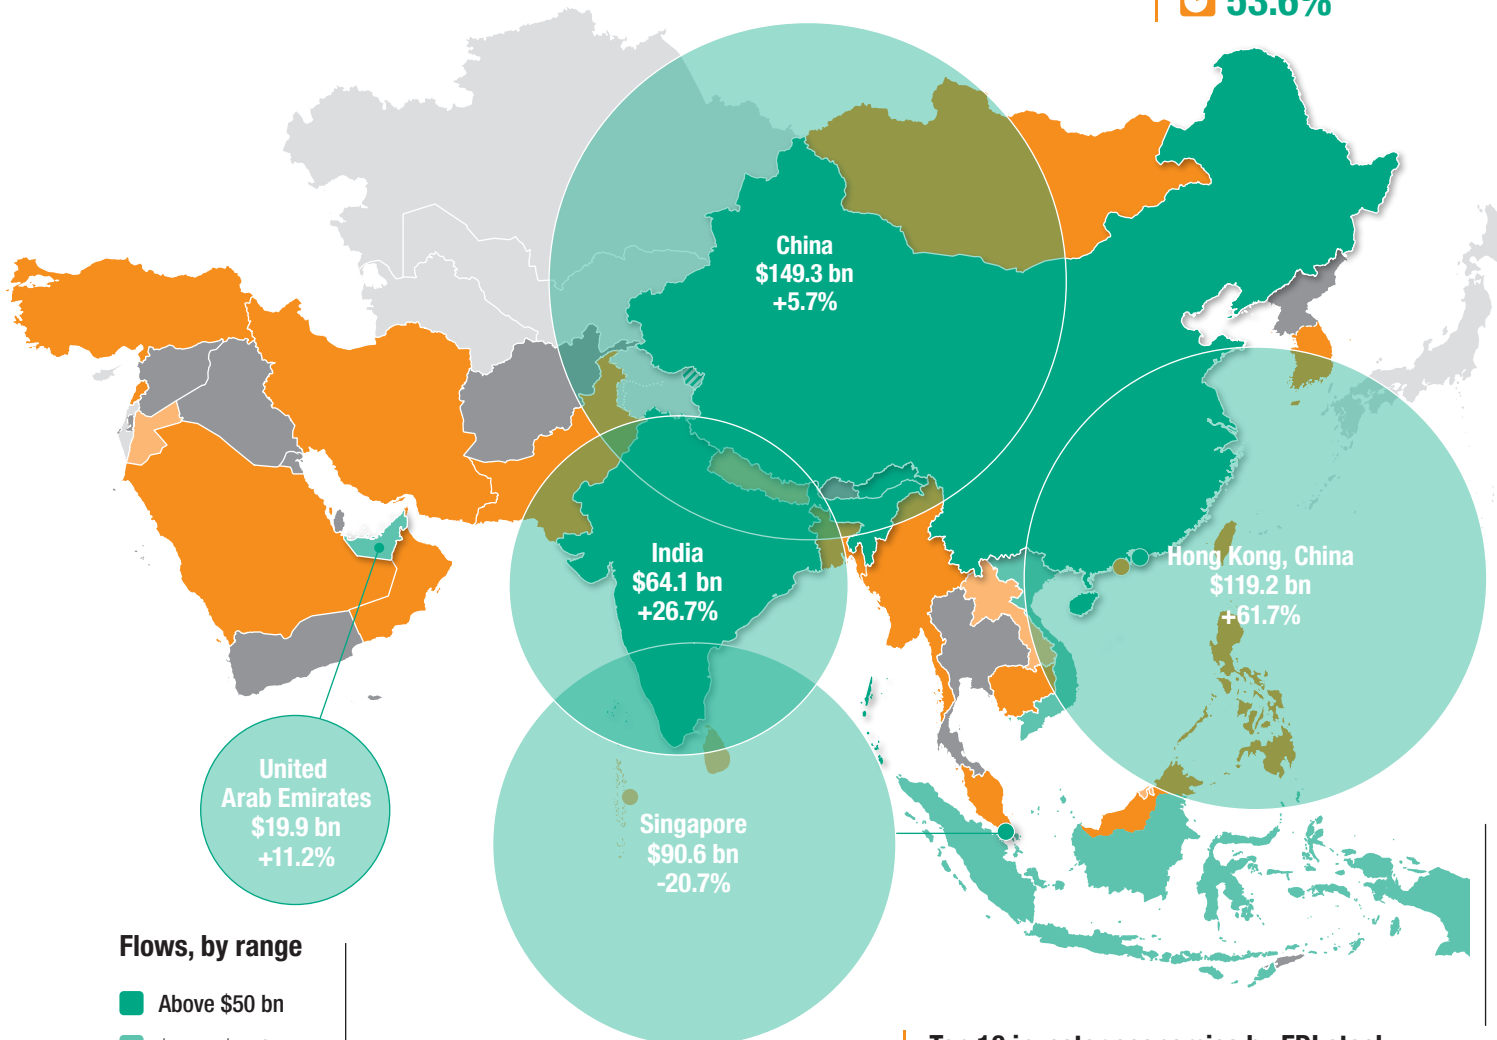 53.6%
China
$149.3 bn
+5.7%
India
$64.1 bn
+26.7%
Hong Kong, China
$119.2 bn
+61.7%
United
Arab Emirates
$19.9 bn
+11.2%
Singapore
$90.6 bn
-20.7%
Flows, by range
Above $50 bn